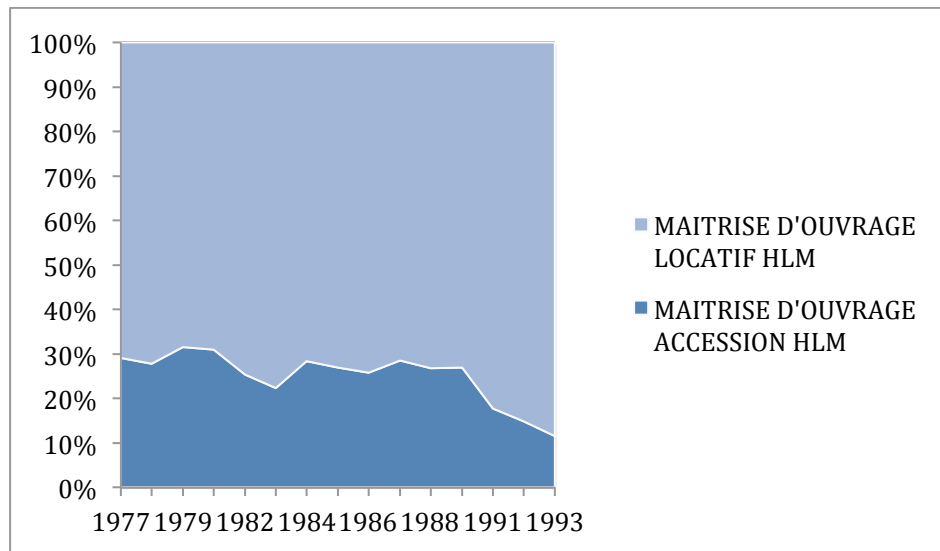 100%
90%
80%
70%
60%
50%
40%
30%
20%
10%
0%
1977 1979 1982 1984 1986 1988 1991 1993
MAITRISE D'OUVRAGE
LOCATIF HLM
MAITRISE D'OUVRAGE
ACCESSION HLM